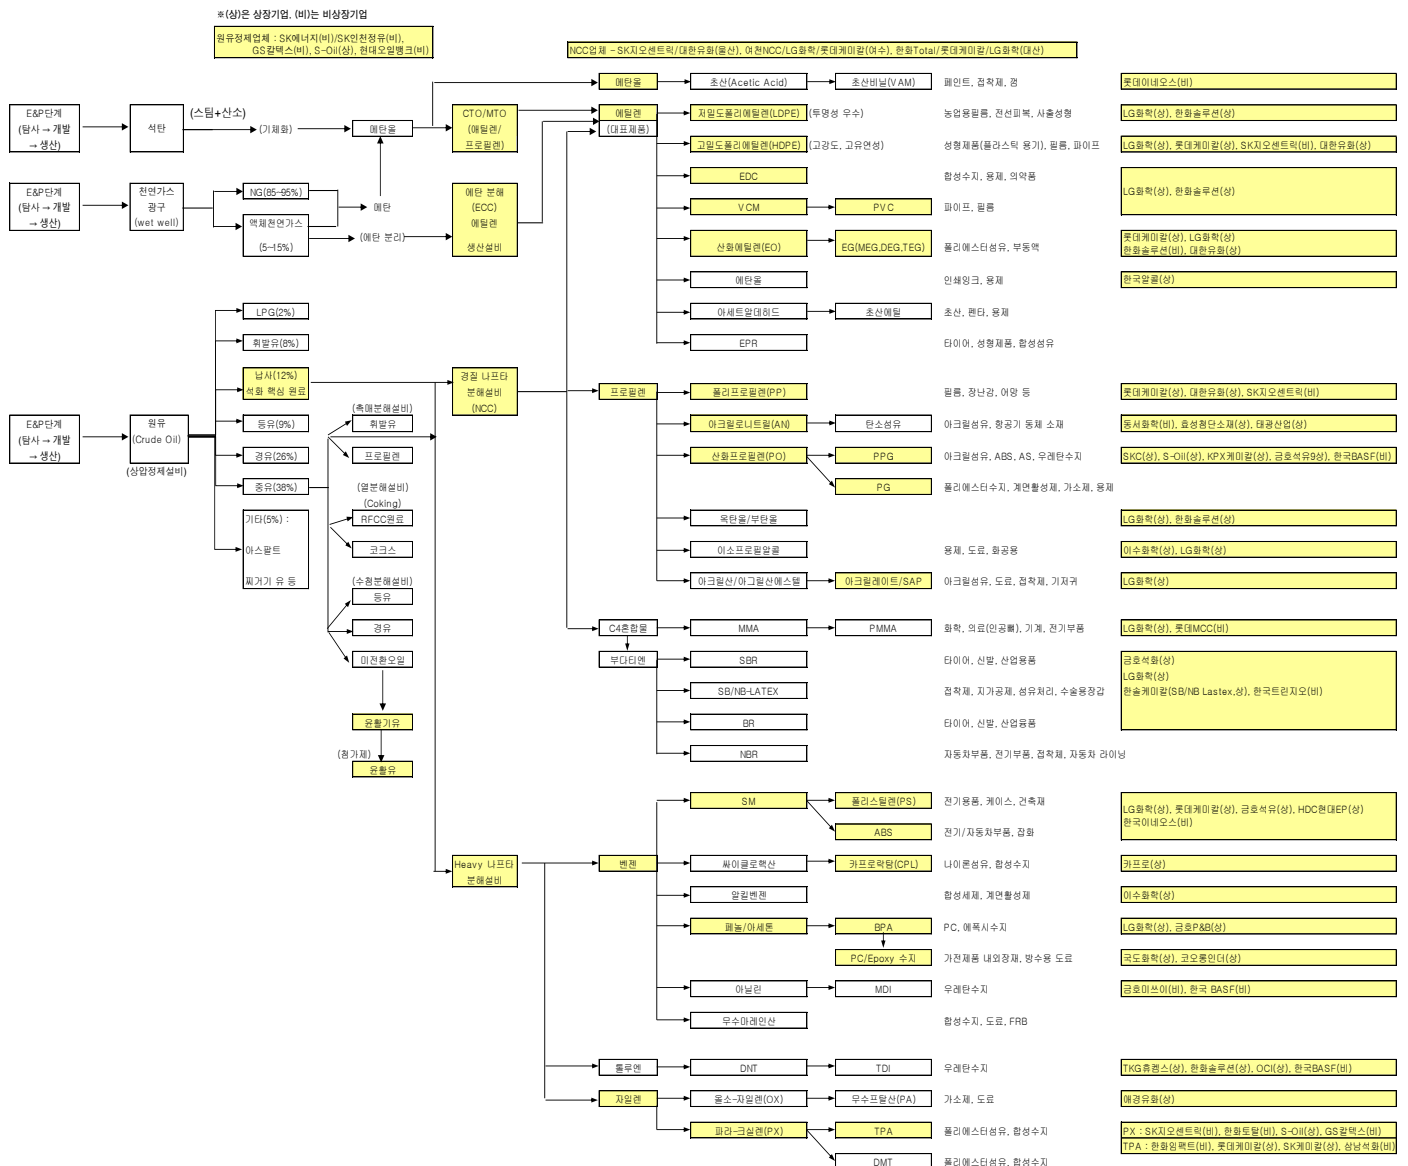 ※(상)은 상장기업, (비)는 비상장기업
원유정제업체 : SK에너지(비)/SK인천정유(비),
GS칼텍스(비), S-Oil(상), 현대오일뱅크(비)
NCC업체 - SK지오센트릭/대한유화(울산), 여천NCC/LG화학/롯데케미칼(여수), 한화Total/롯데케미칼/LG화학(대산)
에탄올 초산(Acetic Acid) 초산비닐(VAM) 페인트, 접착제, 껌 롯데이네오스(비)
E&P단계
(탐사 → 개발
→ 생산)
석탄
(스팀+산소)
(기체화)
메탄올
CTO/MTO
(애틸렌/
프로필렌)
에틸렌
(대표제품)
저밀도폴리에틸렌(LDPE) (투명성 우수) 농업용필름, 전선피복, 사출성형 LG화학(상), 한화솔루션(상)
고밀도폴리에틸렌(HDPE) (고강도, 고유연성) 성형제품(플라스틱 용기), 필름, 파이프 LG화학(상), 롯데케미칼(상), SK지오센트릭(비), 대한유화(상)
E&P단계
(탐사 → 개발
→ 생산)
천연가스
광구
(wet well)
NG(85-95%)
액체천연가스
(5-15%)
메탄
(에탄 분리)
에탄 분해
(ECC)
에틸렌
생산설비
EDC 합성수지, 용제, 의약품
LG화학(상), 한화솔루션(상)
VCM PVC 파이프, 필름
산화에틸렌(EO) EG(MEG,DEG,TEG) 폴리에스터섬유, 부동액
롯데케미칼(상), LG화학(상)
한화솔루션(비), 대한유화(상)
에탄올 인쇄잉크, 용제 한국알콜(상)
아세트알데히드 초산에틸 초산, 펜타, 용제
EPR 타이어, 성형제품, 합성섬유
E&P단계
(탐사 → 개발
→ 생산)
원유
(Crude Oil)
(상압정제설비)
LPG(2%)
휘발유(8%)
납사(12%)
석화 핵심 원료
등유(9%)
경유(26%)
중유(38%)
기타(5%) :
아스팔트
찌거기 유 등
(촉매분해설비)
휘발유
프로필렌
(열분해설비)
(Coking)
RFCC원료
코크스
(수첨분해설비)
등유
경유
미전환오일
윤활기유
(첨가제)
윤활유
경질 나프타
분해설비
(NCC)
프로필렌 폴리프로필렌(PP) 필름, 장난감, 어망 등 롯데케미칼(상), 대한유화(상), SK지오센트릭(비)
아크릴로니트릴(AN) 탄소섬유 아크릴섬유, 항공기 동체 소재 동서화학(비), 효성첨단소재(상), 태광산업(상)
산화프로필렌(PO) PPG 아크릴섬유, ABS, AS, 우레탄수지 SKC(상), S-Oil(상), KPX케미칼(상), 금호석유9상), 한국BASF(비)
PG 폴리에스터수지, 계면활성제, 가소제, 용제
옥탄올/부탄올 LG화학(상), 한화솔루션(상)
이소프로필알콜 용제, 도료, 화공용 이수화학(상), LG화학(상)
아크릴산/아그릴산에스텔 아크릴레이트/SAP 아크릴섬유, 도료, 접착제, 기저귀 LG화학(상)
C4혼합물 MMA PMMA 화학, 의료(인공뼈), 기계, 전기부품 LG화학(상), 롯데MCC(비)
부다티엔 SBR 타이어, 신발, 산업용품
금호석화(상)
LG화학(상)
한솔케미칼(SB/NB Lastex,상), 한국트린지오(비)
SB/NB-LATEX 접착제, 지가공제, 섬유처리, 수술용장갑
BR 타이어, 신발, 산업용품
NBR 자동차부품, 전기부품, 접착제, 자동차 라이닝
Heavy 나프타
분해설비
SM 폴리스틸렌(PS) 전기용품, 케이스, 건축재
LG화학(상), 롯데케미칼(상), 금호석유(상), HDC현대EP(상)
한국이네오스(비)
ABS 전기/자동차부품, 잡화
벤젠 싸이클로핵산 카프로락탐(CPL) 나이론섬유, 합성수지 카프로(상)
알킬벤젠 합성세제, 계면활성제 이수화학(상)
페놀/아세톤 BPA PC, 에폭시수지 LG화학(상), 금호P&B(상)
PC/Epoxy 수지 가전제품 내외장재, 방수용 도료 국도화학(상), 코오롱인더(상)
아닐린 MDI 우레탄수지 금호미쓰이(비), 한국 BASF(비)
무수마레인산 합성수지, 도료, FRB
톨루엔 DNT TDI 우레탄수지 TKG휴켐스(상), 한화솔루션(상), OCI(상), 한국BASF(비)
자일렌 올소-자일렌(OX) 무수프탈산(PA) 가소제, 도료 애경유화(상)
파라-크실렌(PX) TPA 폴리에스터섬유, 합성수지 PX : SK지오센트릭(비), 한화토탈(비), S-Oil(상), GS칼텍스(비)
TPA : 한화임팩트(비), 롯데케미칼(상), SK케미칼(상), 삼남석화(비)
DMT 폴리에스터섬유, 합성수지